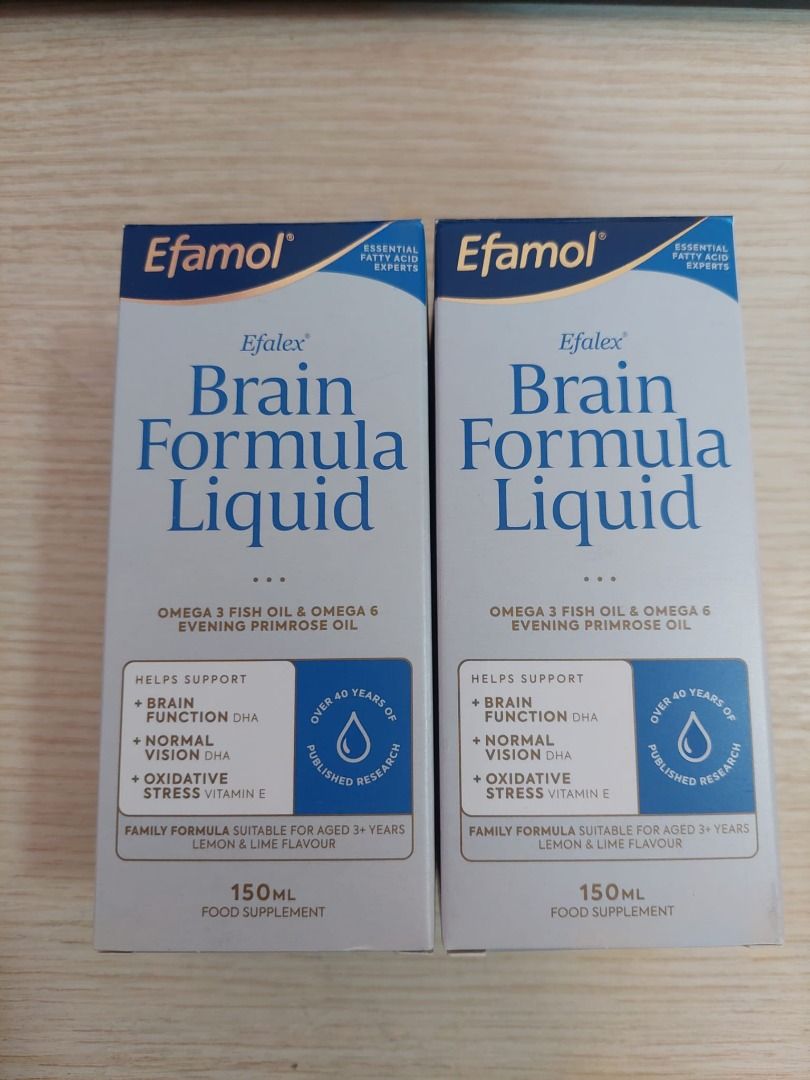 Efamol®
ESSENTIAL
FATTY ACID
EXPERTS
Efalex®
Brain
Formula
Liquid
OMEGA 3 FISH OIL & OMEGA 6
EVENING PRIMROSE OIL
HELPS SUPPORT
+ BRAIN
FUNCTION DHA
+ NORMAL
VISION DHA
+ OXIDATIVE
STRESS VITAMIN E
OVER 40 YEARS OF
PUBLISHED RESEARCH
FAMILY FORMULA SUITABLE FOR AGED 3+ YEARS
LEMON & LIME FLAVOUR
150ML
FOOD SUPPLEMENT
Efamol®
ESSENTIAL
FATTY ACID
EXPERTS
Efalex®
Brain
Formula
Liquid
OMEGA 3 FISH OIL & OMEGA 6
EVENING PRIMROSE OIL
HELPS SUPPORT
+ BRAIN
FUNCTION DHA
+ NORMAL
VISION DHA
+ OXIDATIVE
STRESS VITAMIN E
OVER 40 YEARS OF
PUBLISHED RESEARCH
FAMILY FORMULA SUITABLE FOR AGED 3+ YEARS
LEMON & LIME FLAVOUR
150ML
FOOD SUPPLEMENT